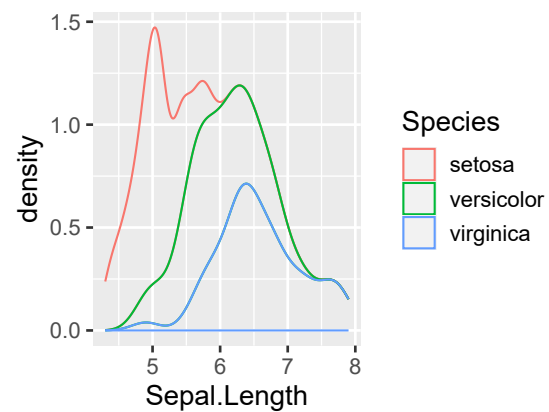 1.5
1.0
0.5
0.0
density
5 6 7 8
Sepal.Length
Species
setosa
versicolor
virginica